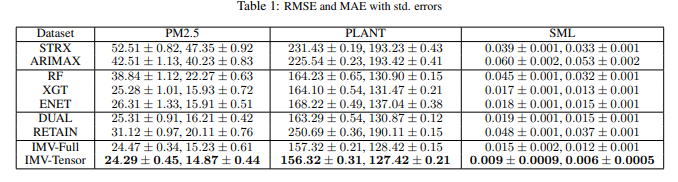 Table 1: RMSE and MAE with std. errors
Dataset PM2.5 PLANT SML
STRX 52.51 ± 0.82, 47.35 ± 0.92 231.43 ± 0.19, 193.23 ± 0.43 0.039 ± 0.001, 0.033 ± 0.001
ARIMAX 42.51 ± 1.13, 40.23 ± 0.83 225.54 ± 0.23, 193.42 ± 0.41 0.060 ± 0.002, 0.053 ± 0.002
RF 38.84 ± 1.12, 22.27 ± 0.63 164.23 ± 0.65, 130.90 ± 0.15 0.045 ± 0.001, 0.032 ± 0.001
XGT 25.28 ± 1.01, 15.93 ± 0.72 164.10 ± 0.54, 131.47 ± 0.21 0.017 ± 0.001, 0.013 ± 0.001
ENET 26.31 ± 1.33, 15.91 ± 0.51 168.22 ± 0.49, 137.04 ± 0.38 0.018 ± 0.001, 0.015 ± 0.001
DUAL 25.31 ± 0.91, 16.21 ± 0.42 163.29 ± 0.54, 130.87 ± 0.12 0.019 ± 0.001, 0.015 ± 0.001
RETAIN 31.12 ± 0.97, 20.11 ± 0.76 250.69 ± 0.36, 190.11 ± 0.15 0.048 ± 0.001, 0.037 ± 0.001
IMV-Full 24.47 ± 0.34, 15.23 ± 0.61 157.32 ± 0.21, 128.42 ± 0.15 0.015 ± 0.002, 0.012 ± 0.001
IMV-Tensor 24.29 ± 0.45, 14.87 ± 0.44 156.32 ± 0.31, 127.42 ± 0.21 0.009 ± 0.0009, 0.006 ± 0.0005